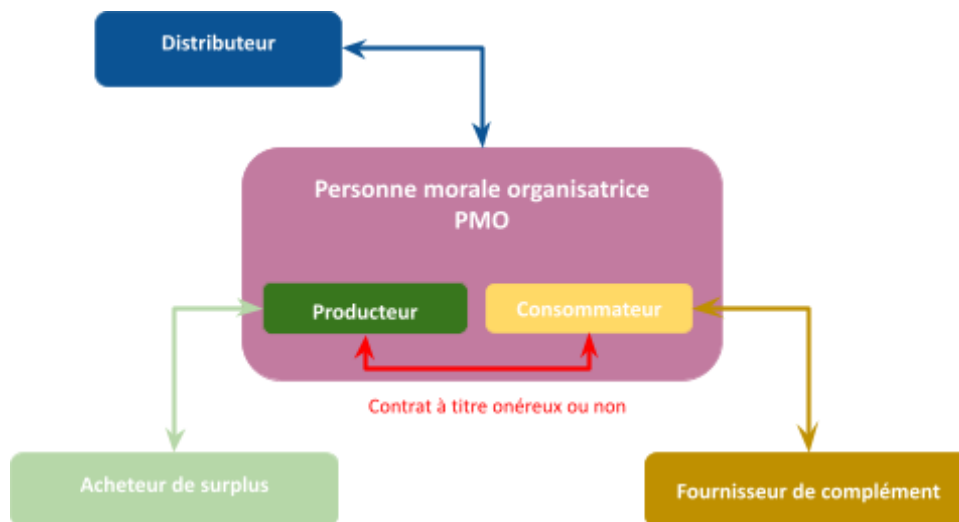 Distributeur
Personne morale organisatrice
PMO
Producteur
Consommateur
Contrat à titre onéreux ou non
Acheteur de surplus
Fournisseur de complément